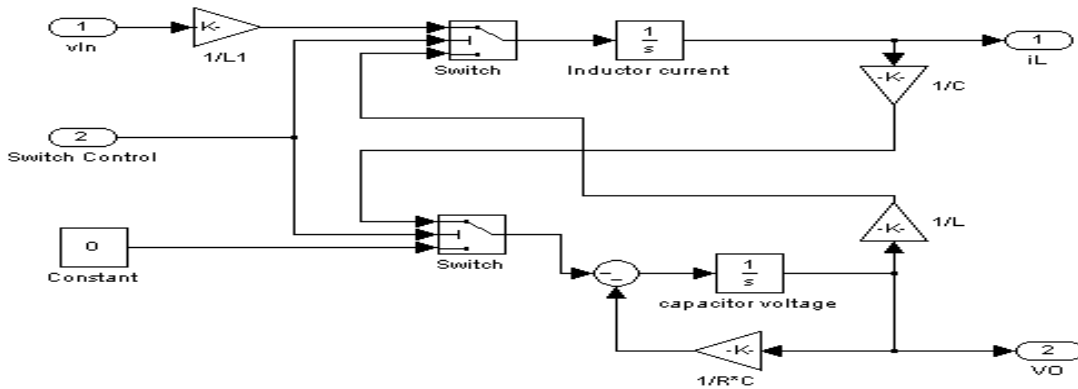 1
vIn
K-
1/L1
Switch
1
s
Inductor current
1
iL
-K-
1/C
2
Switch Control
0
Constant
Switch
-K-
1/L
1
s
capacitor voltage
-K-
1/R*C
2
VO